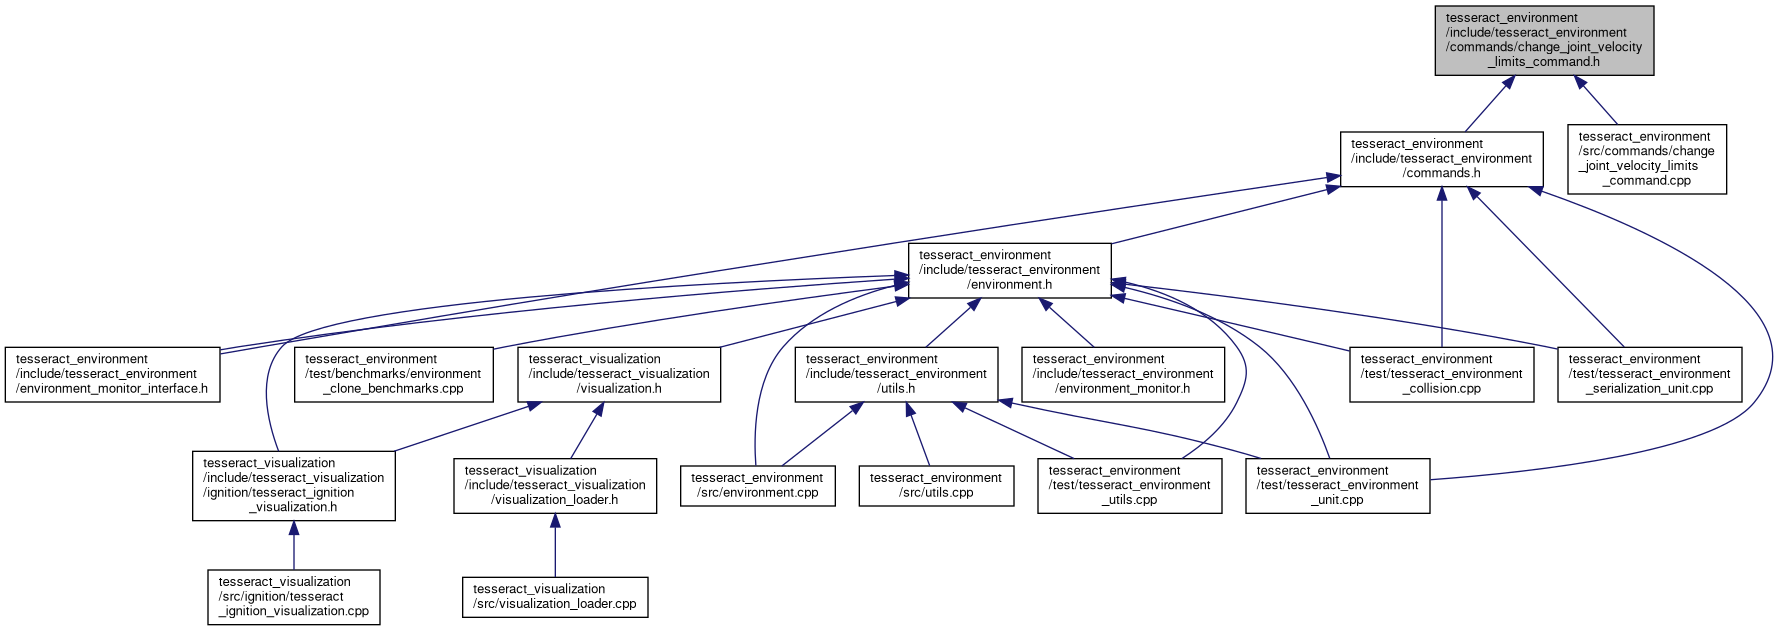 tesseract_environment
/include/tesseract_environment
/commands/change_joint_velocity
_limits_command.h
tesseract_environment
/include/tesseract_environment
/commands.h
tesseract_environment
/src/commands/change
_joint_velocity_limits
_command.cpp
tesseract_environment
/include/tesseract_environment
/environment.h
tesseract_environment
/include/tesseract_environment
/environment_monitor_interface.h
tesseract_environment
/test/benchmarks/environment
_clone_benchmarks.cpp
tesseract_visualization
/include/tesseract_visualization
/visualization.h
tesseract_environment
/include/tesseract_environment
/utils.h
tesseract_environment
/include/tesseract_environment
/environment_monitor.h
tesseract_environment
/test/tesseract_environment
_collision.cpp
tesseract_environment
/test/tesseract_environment
_serialization_unit.cpp
tesseract_visualization
/include/tesseract_visualization
/ignition/tesseract_ignition
_visualization.h
tesseract_visualization
/include/tesseract_visualization
/visualization_loader.h
tesseract_environment
/src/environment.cpp
tesseract_environment
/src/utils.cpp
tesseract_environment
/test/tesseract_environment
_utils.cpp
tesseract_environment
/test/tesseract_environment
_unit.cpp
tesseract_visualization
/src/ignition/tesseract
_ignition_visualization.cpp
tesseract_visualization
/src/visualization_loader.cpp